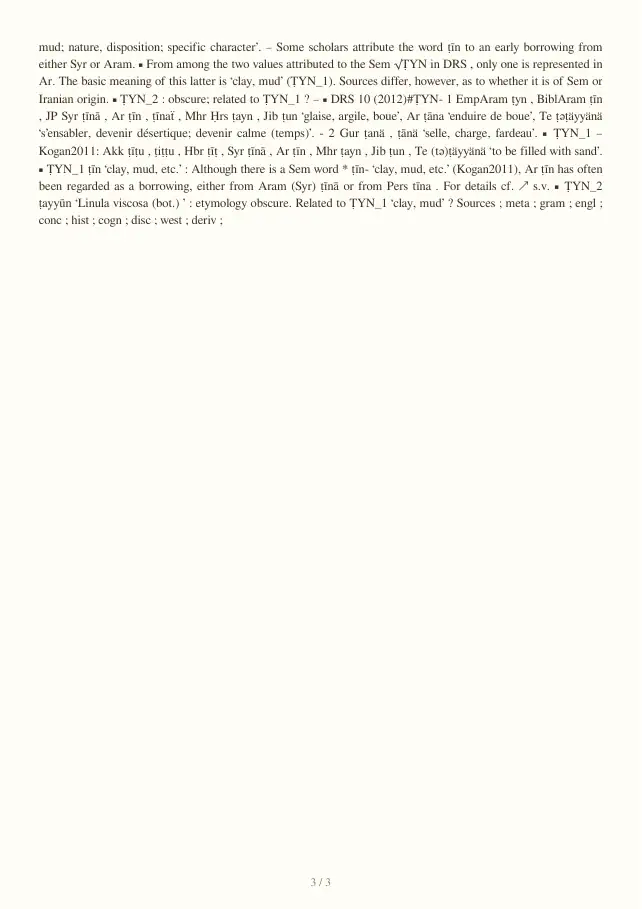 mud; nature, disposition; specific character’. – Some scholars attribute the word ṭīn to an early borrowing from
either Syr or Aram. ▪ From among the two values attributed to the Sem √ṬYN in DRS , only one is represented in
Ar. The basic meaning of this latter is ‘clay, mud’ (ṬYN_1). Sources differ, however, as to whether it is of Sem or
Iranian origin. ▪ ṬYN_2 : obscure; related to ṬYN_1 ? – ▪ DRS 10 (2012)#ṬYN- 1 EmpAram ṭyn , BiblAram ṭīn
, JP Syr ṭīnā , Ar ṭīn , ṭīnaẗ , Mhr Ḥrs ṭayn , Jib ṭun ‘glaise, argile, boue’, Ar ṭāna ‘enduire de boue’, Te ṭəṭäyyänä
‘s’ensabler, devenir désertique; devenir calme (temps)’. - 2 Gur ṭanä , ṭänä ‘selle, charge, fardeau’. ▪ ṬYN_1 –
Kogan2011: Akk ṭīṭu , ṭiṭṭu , Hbr ṭīṭ , Syr ṭīnā , Ar ṭīn , Mhr ṭayn , Jib ṭun , Te (tə)ṭäyyänä ‘to be filled with sand’.
▪ ṬYN_1 ṭīn ‘clay, mud, etc.’ : Although there is a Sem word * ṭīn- ‘clay, mud, etc.’ (Kogan2011), Ar ṭīn has often
been regarded as a borrowing, either from Aram (Syr) ṭīnā or from Pers tīna . For details cf. ↗ s.v. ▪ ṬYN_2
ṭayyūn ‘Linula viscosa (bot.) ’ : etymology obscure. Related to ṬYN_1 ‘clay, mud’ ? Sources ; meta ; gram ; engl ;
conc ; hist ; cogn ; disc ; west ; deriv ;
3 / 3